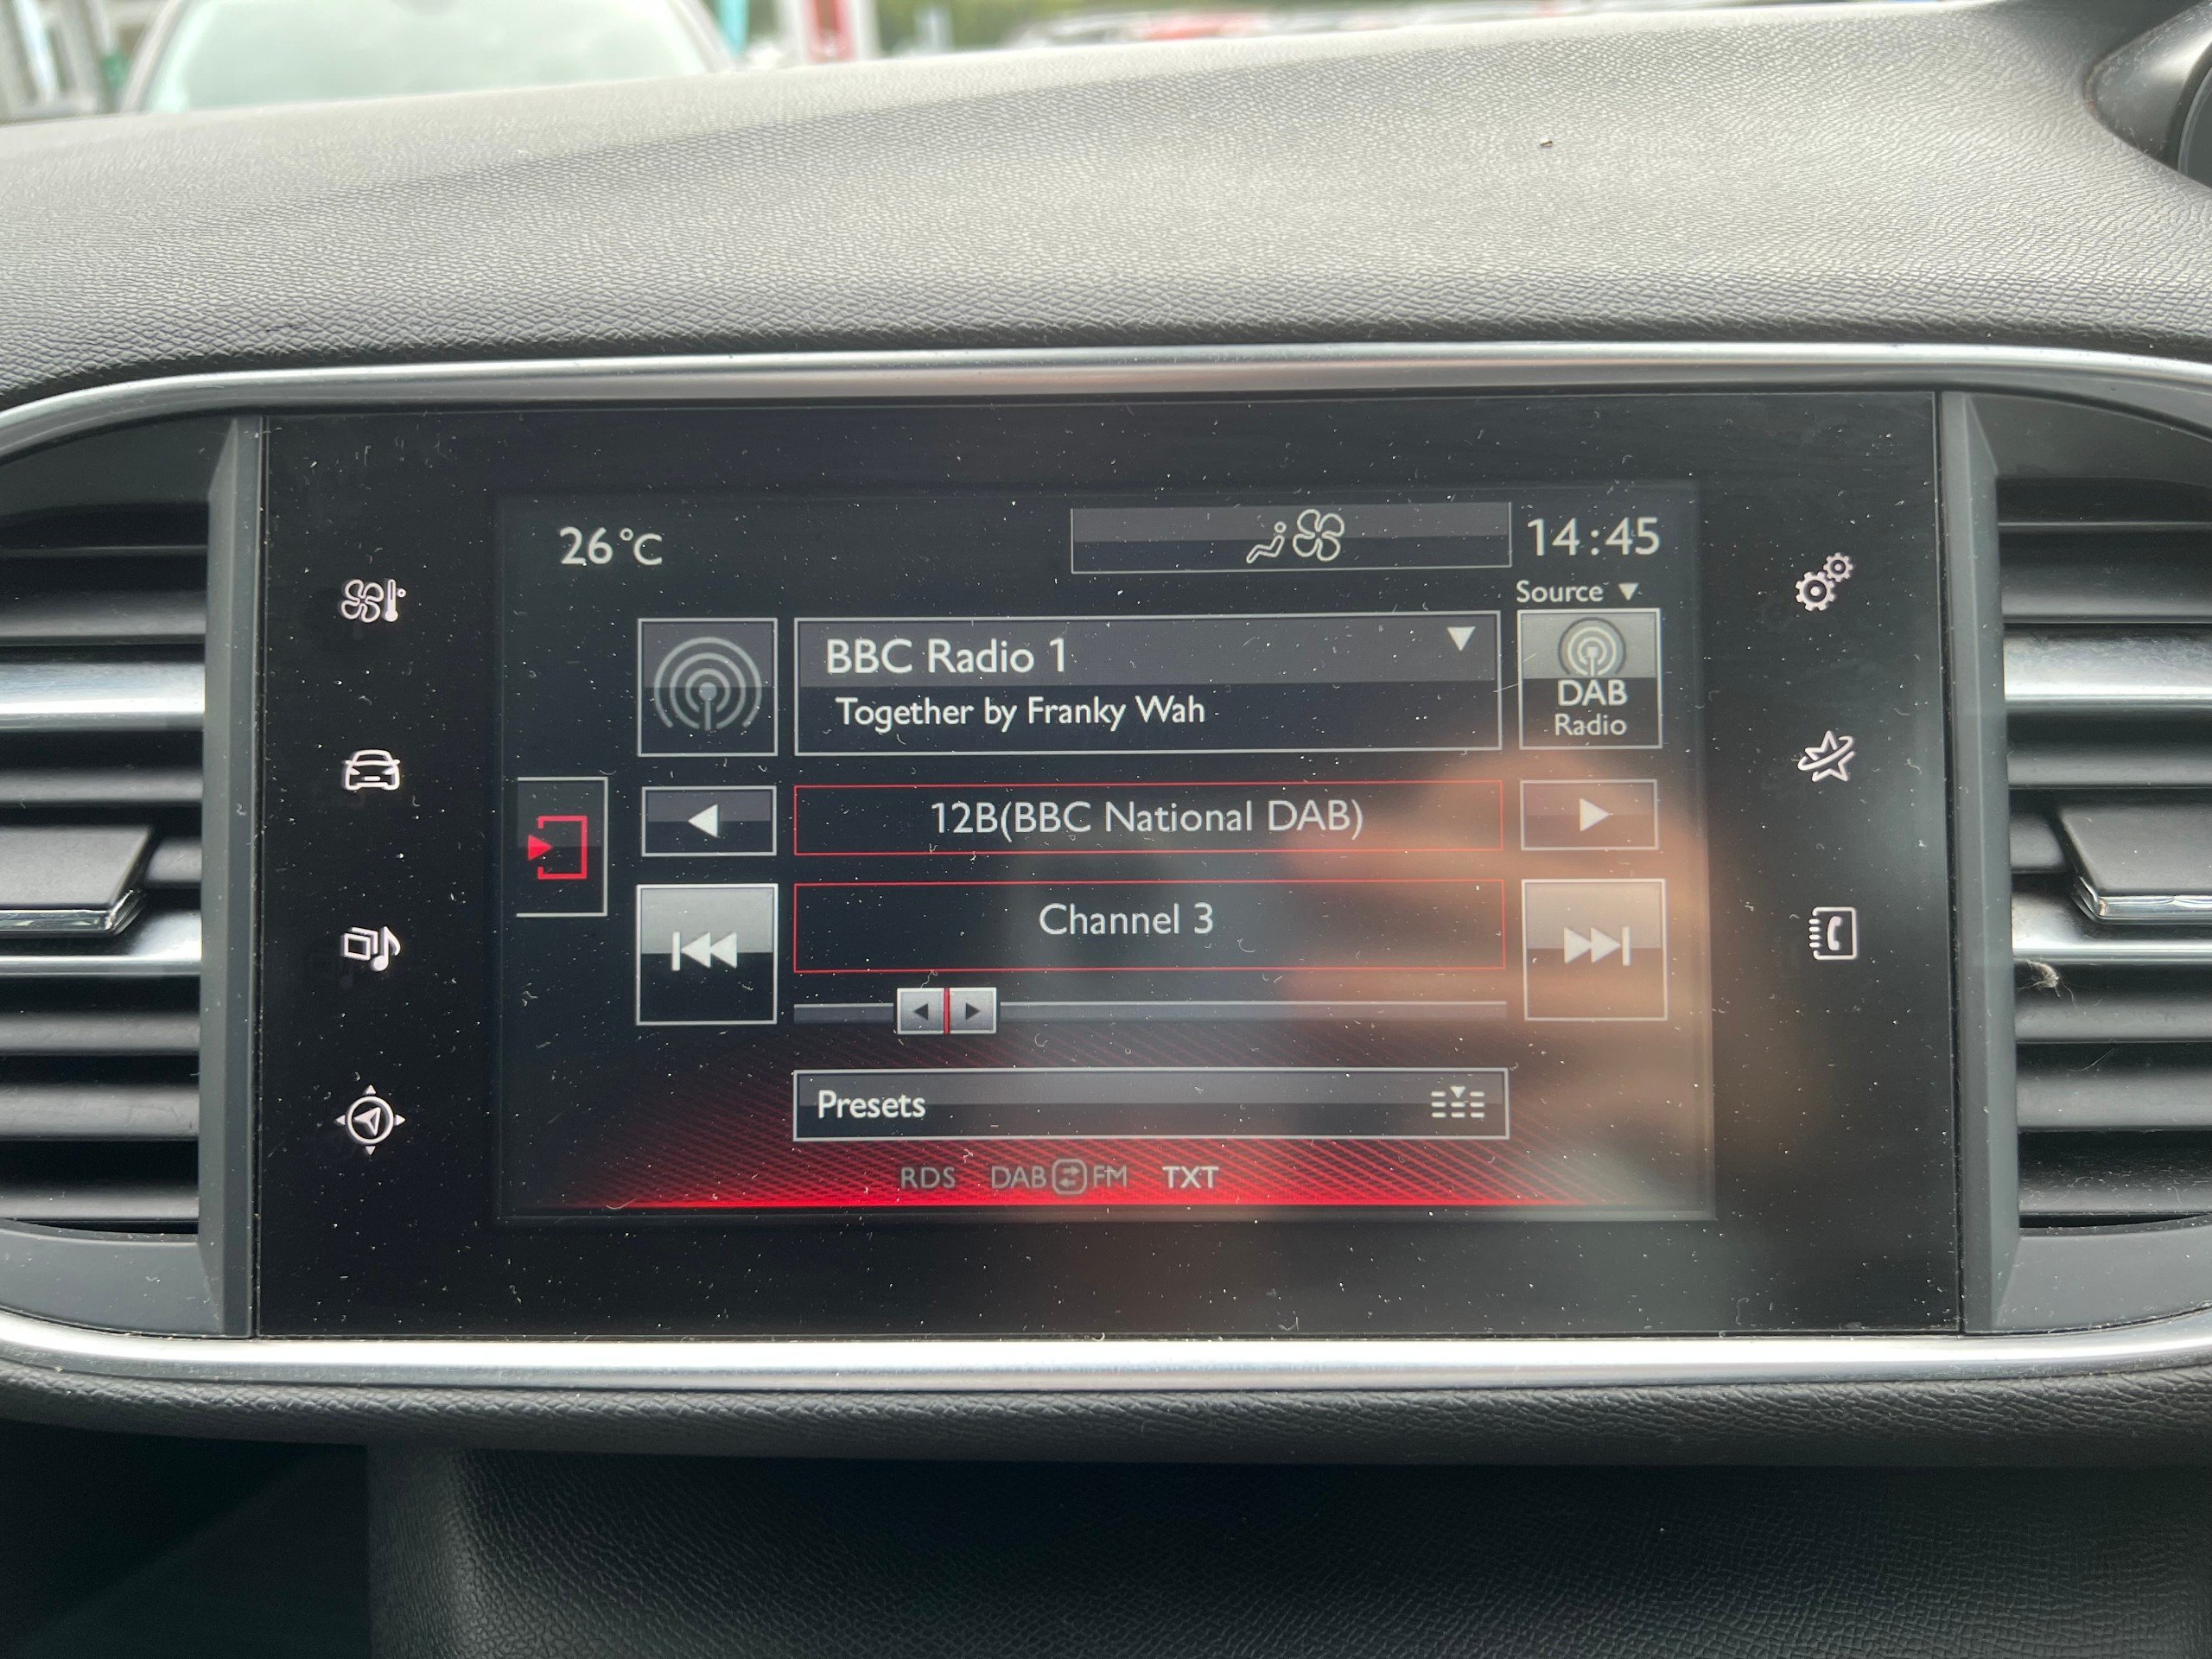 26°C
14:45
Source
BBC Radio 1
Together by Franky Wah
DAB
Radio
12B(BBC National DAB)
Channel 3
Presets
RDS DAB FM TXT